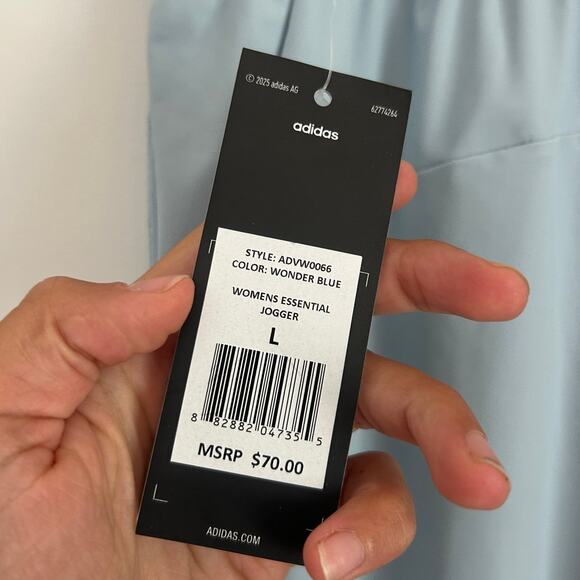 © 2025 adidas AG
62774264
adidas
STYLE: ADVW0066
COLOR: WONDER BLUE
WOMENS ESSENTIAL
JOGGER
L
8 82882 04735 5
MSRP $70.00
ADIDAS.COM